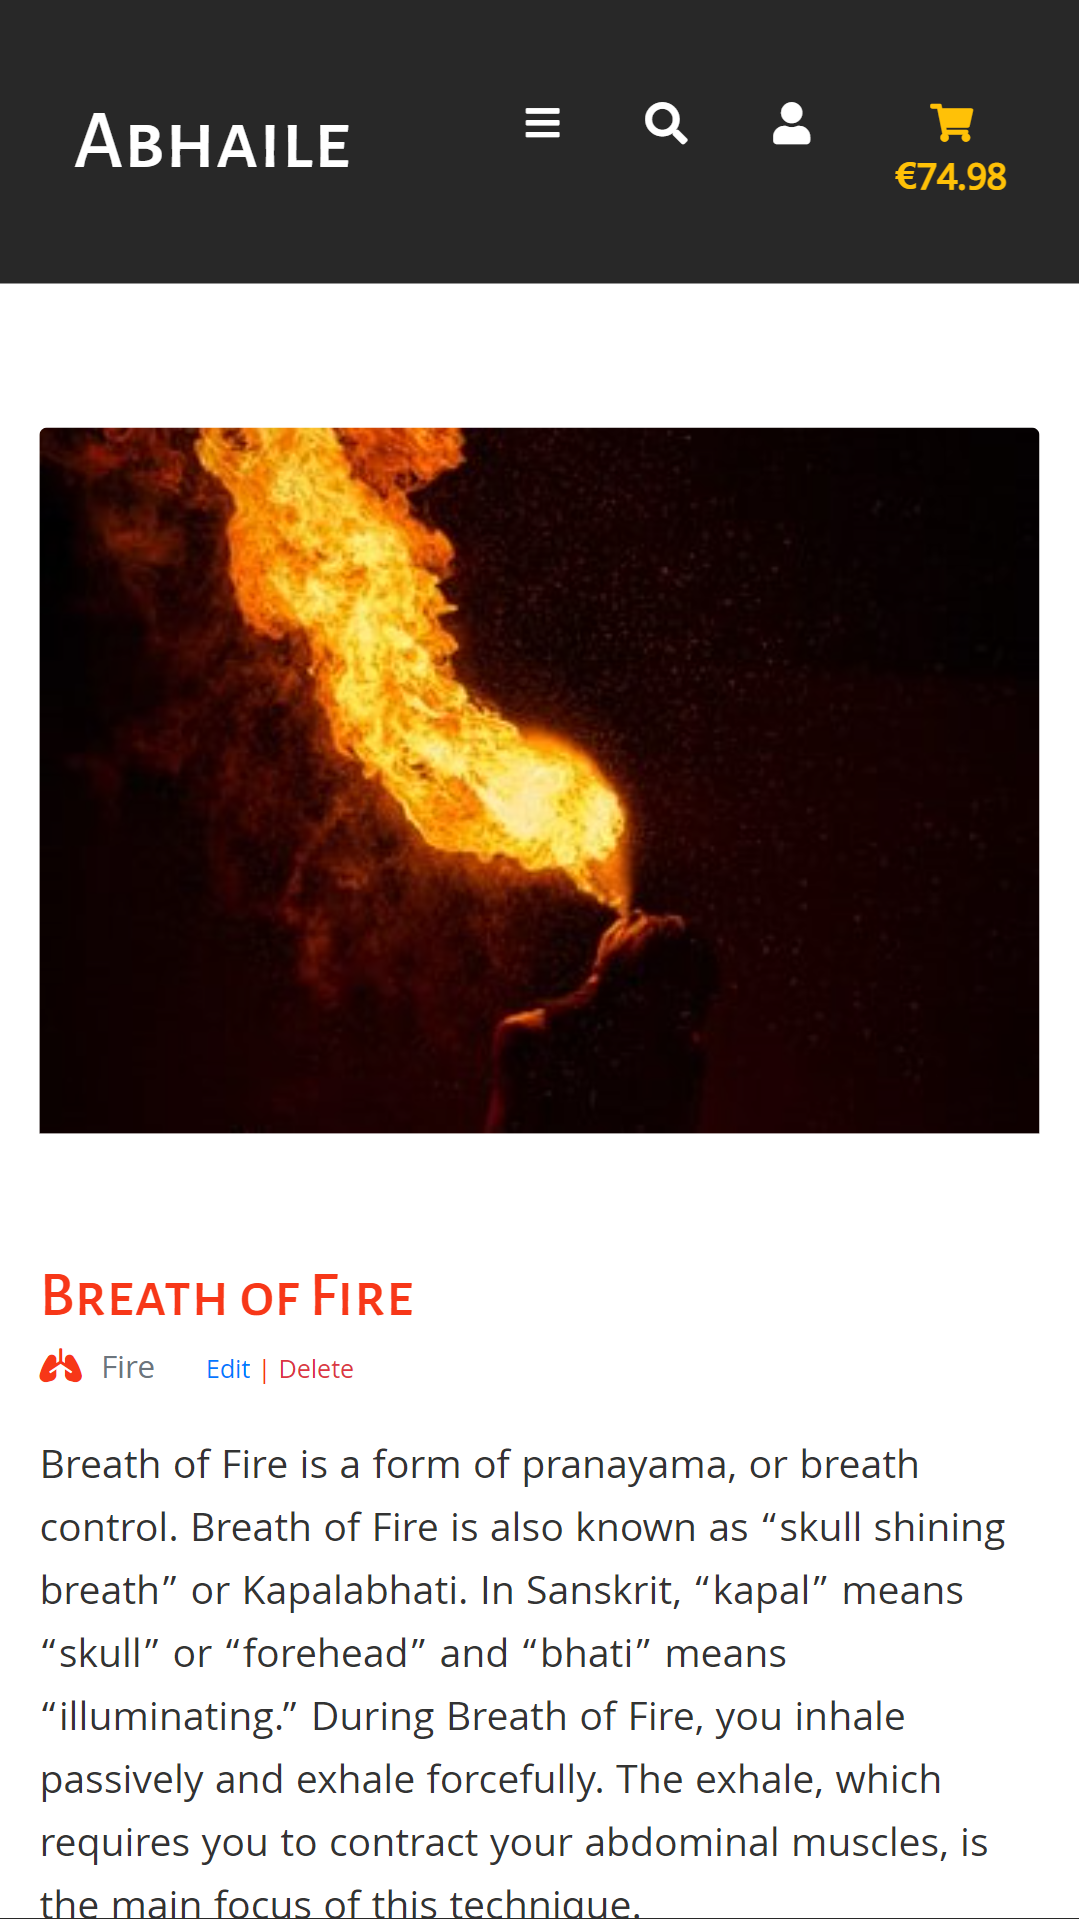 Abhaile
€74.98
Breath of Fire
Fire Edit | Delete
Breath of Fire is a form of pranayama, or breath
control. Breath of Fire is also known as “skull shining
breath” or Kapalabhati. In Sanskrit, “kapal” means
“skull” or “forehead” and “bhati” means
“illuminating.” During Breath of Fire, you inhale
passively and exhale forcefully. The exhale, which
requires you to contract your abdominal muscles, is
the main focus of this technique.